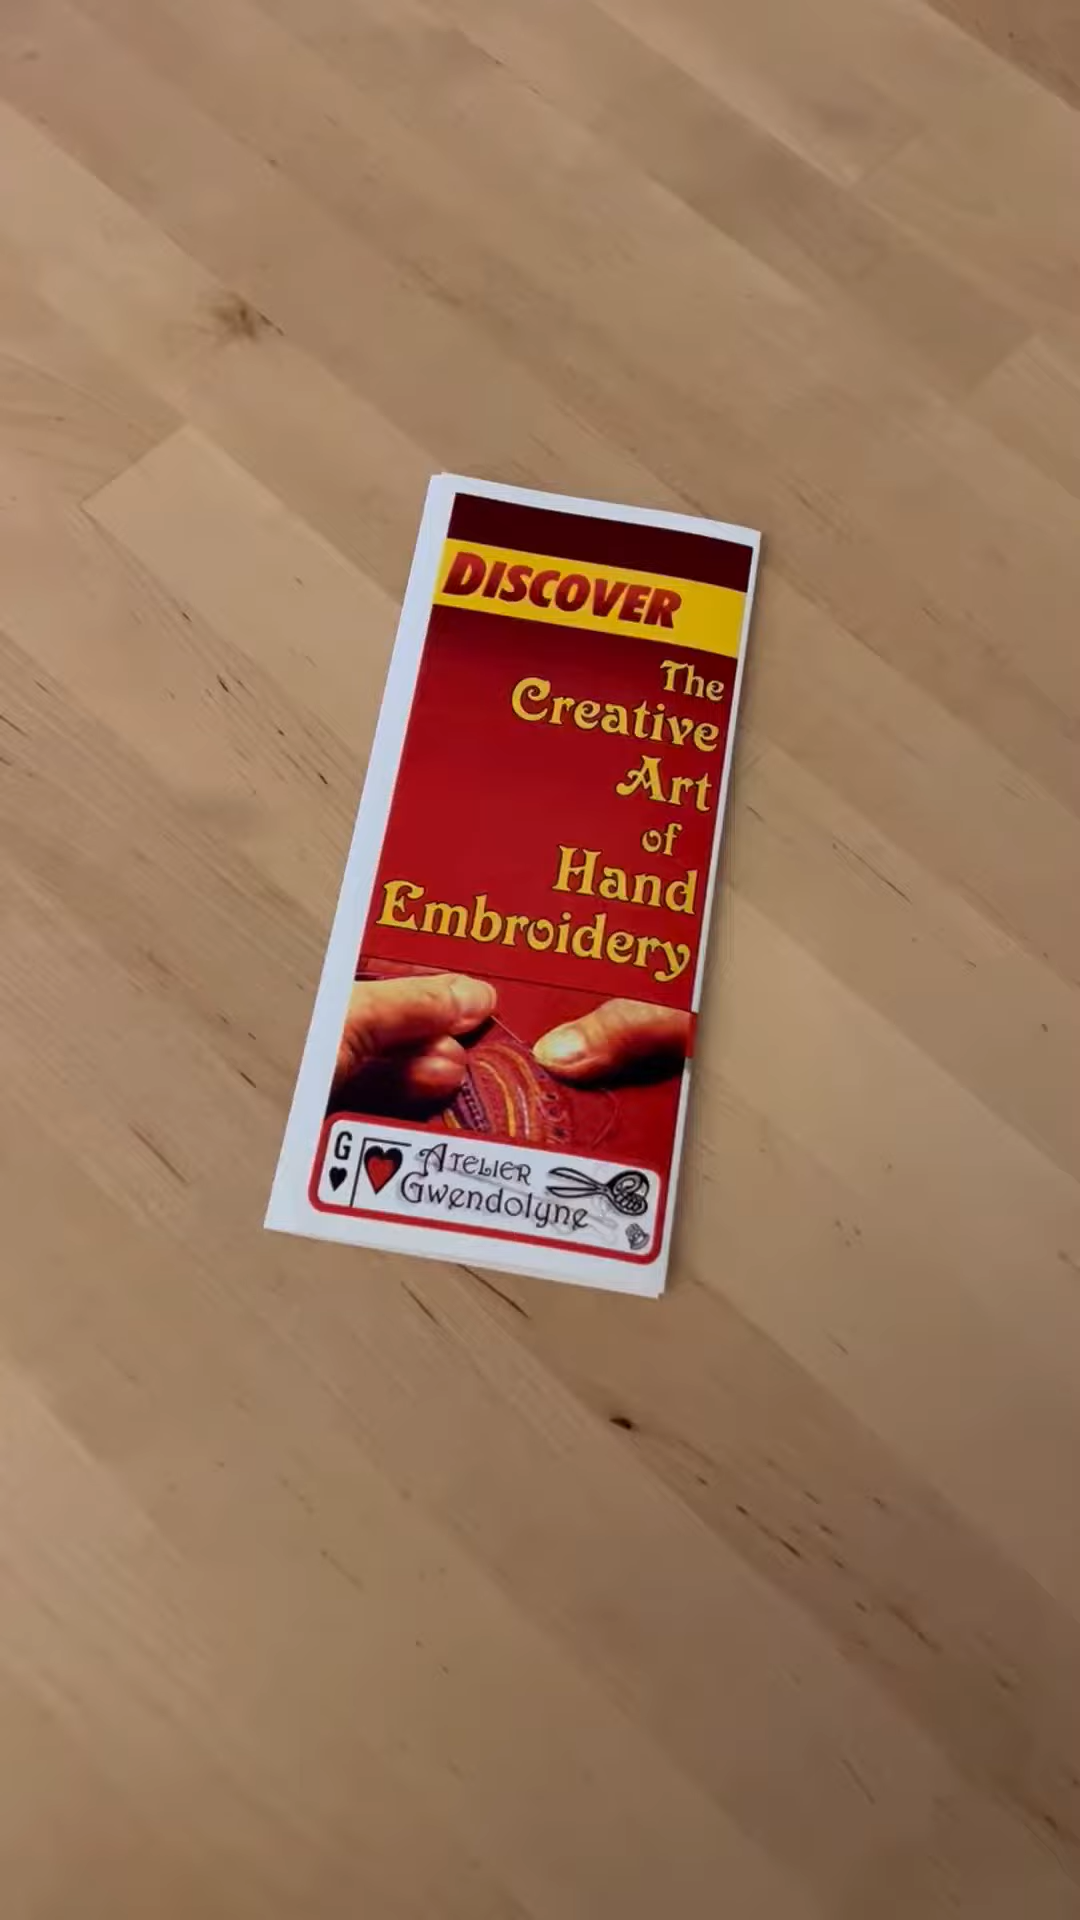 DISCOVER
The
Creative
Art
of
Hand
Embroidery
G
ATELIER
Gwendolyne